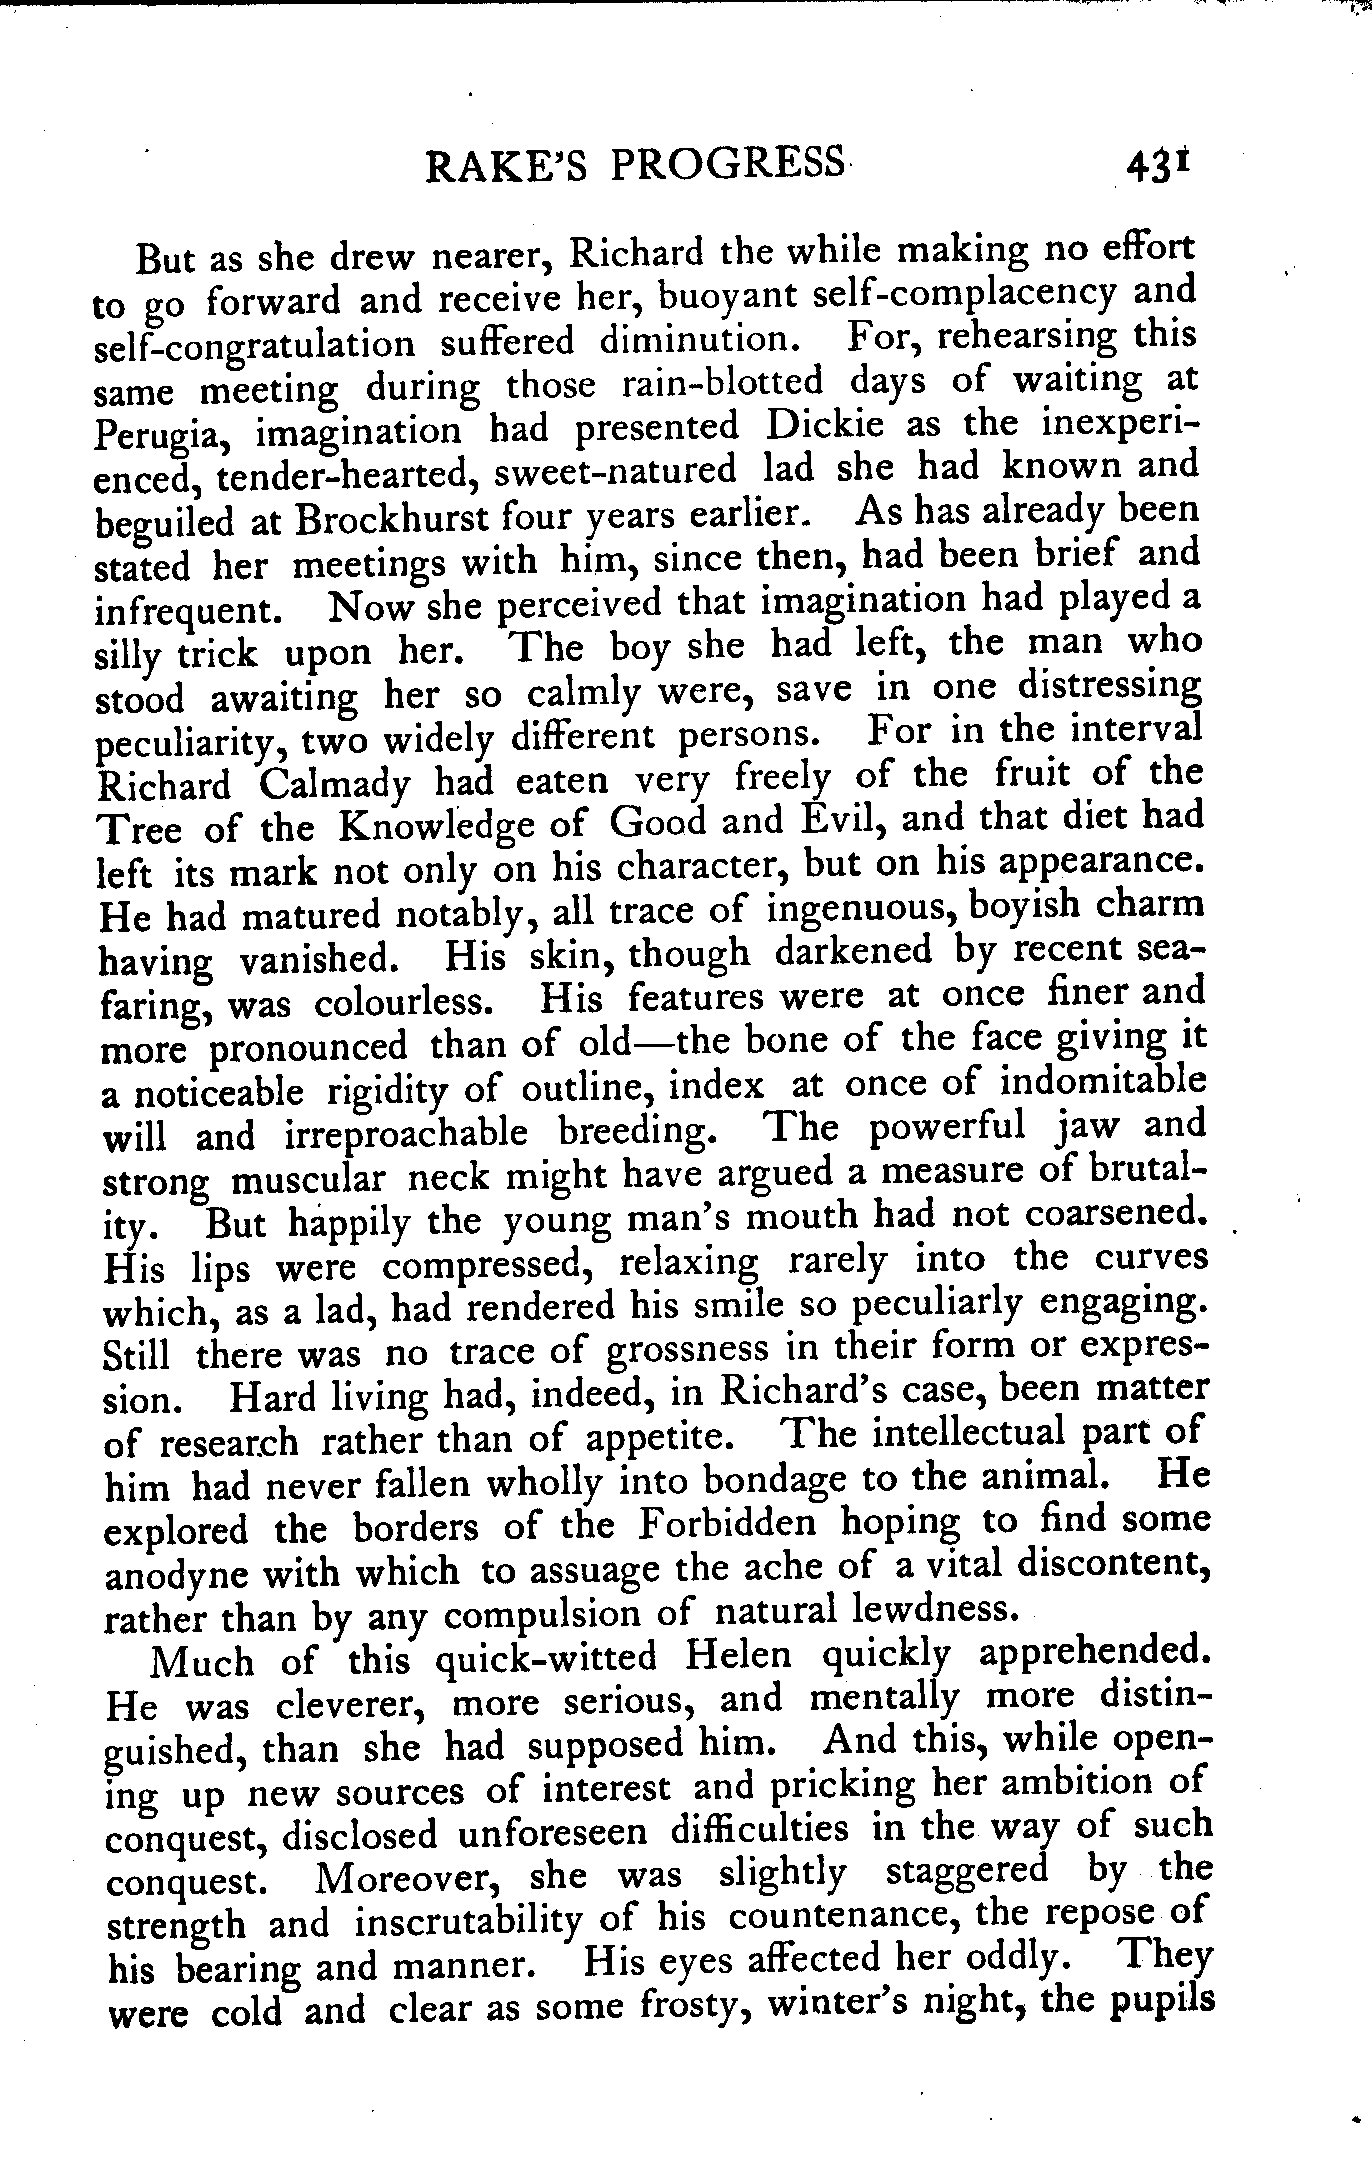 RAKE'S PROGRESS 431
But as she drew nearer, Richard the while making no effort
to go forward and receive her, buoyant self-complacency and
self-congratulation suffered diminution. For, rehearsing this
same meeting during those rain-blotted days of waiting at
Perugia, imagination had presented Dickie as the inexperi-
enced, tender-hearted, sweet-natured lad she had known and
beguiled at Brockhurst four years earlier. As has already been
stated her meetings with him, since then, had been brief and
infrequent. Now she perceived that imagination had played a
silly trick upon her. The boy she had left, the man who
stood awaiting her so calmly were, save in one distressing
peculiarity, two widely different persons. For in the interval
Richard Calmady had eaten very freely of the fruit of the
Tree of the Knowledge of Good and Evil, and that diet had
left its mark not only on his character, but on his appearance.
He had matured notably, all trace of ingenuous, boyish charm
having vanished. His skin, though darkened by recent sea-
faring, was colourless. His features were at once finer and
more pronounced than of old—the bone of the face giving it
a noticeable rigidity of outline, index at once of indomitable
will and irreproachable breeding. The powerful jaw and
strong muscular neck might have argued a measure of brutal-
ity. But happily the young man's mouth had not coarsened.
His lips were compressed, relaxing rarely into the curves
which, as a lad, had rendered his smile so peculiarly engaging.
Still there was no trace of grossness in their form or expres-
sion. Hard living had, indeed, in Richard's case, been matter
of research rather than of appetite. The intellectual part of
him had never fallen wholly into bondage to the animal. He
explored the borders of the Forbidden hoping to find some
anodyne with which to assuage the ache of a vital discontent,
rather than by any compulsion of natural lewdness.
Much of this quick-witted Helen quickly apprehended.
He was cleverer, more serious, and mentally more distin-
guished, than she had supposed him. And this, while open-
ing up new sources of interest and pricking her ambition of
conquest, disclosed unforeseen difficulties in the way of such
conquest. Moreover, she was slightly staggered by the
strength and inscrutability of his countenance, the repose of
his bearing and manner. His eyes affected her oddly. They
were cold and clear as some frosty, winter's night, the pupils